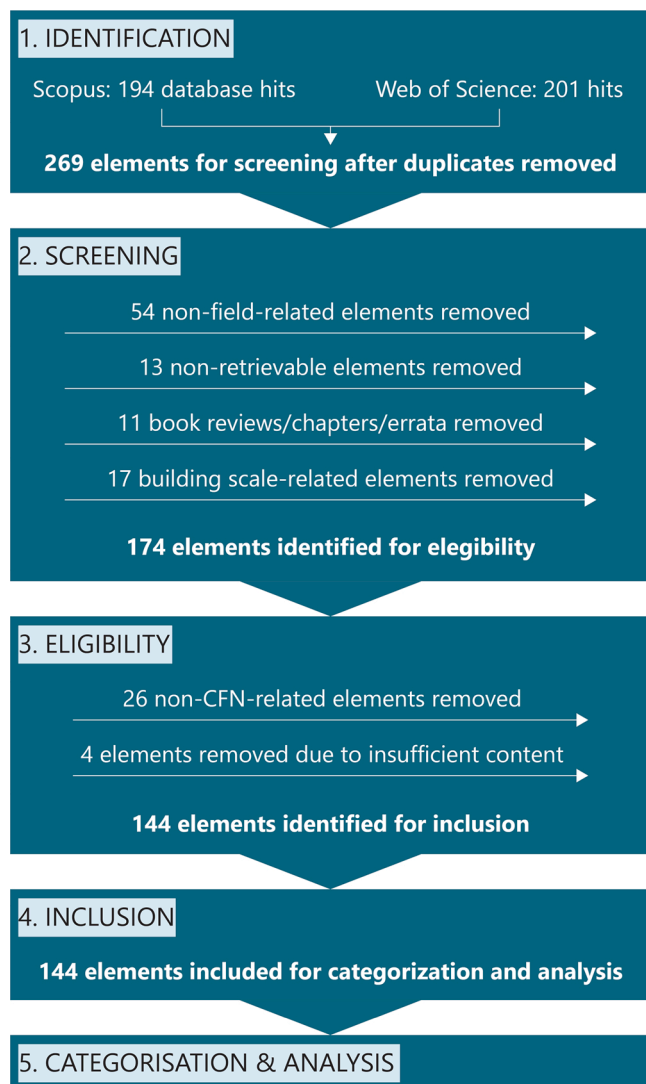 1. IDENTIFICATION
Scopus: 194 database hits
Web of Science: 201 hits
269 elements for screening after duplicates removed
2. SCREENING
54 non-field-related elements removed
13 non-retrievable elements removed
11 book reviews/chapters/errata removed
17 building scale-related elements removed
174 elements identified for elegibility
3. ELIGIBILITY
26 non-CFN-related elements removed
4 elements removed due to insufficient content
144 elements identified for inclusion
4. INCLUSION
144 elements included for categorization and analysis
5. CATEGORISATION & ANALYSIS